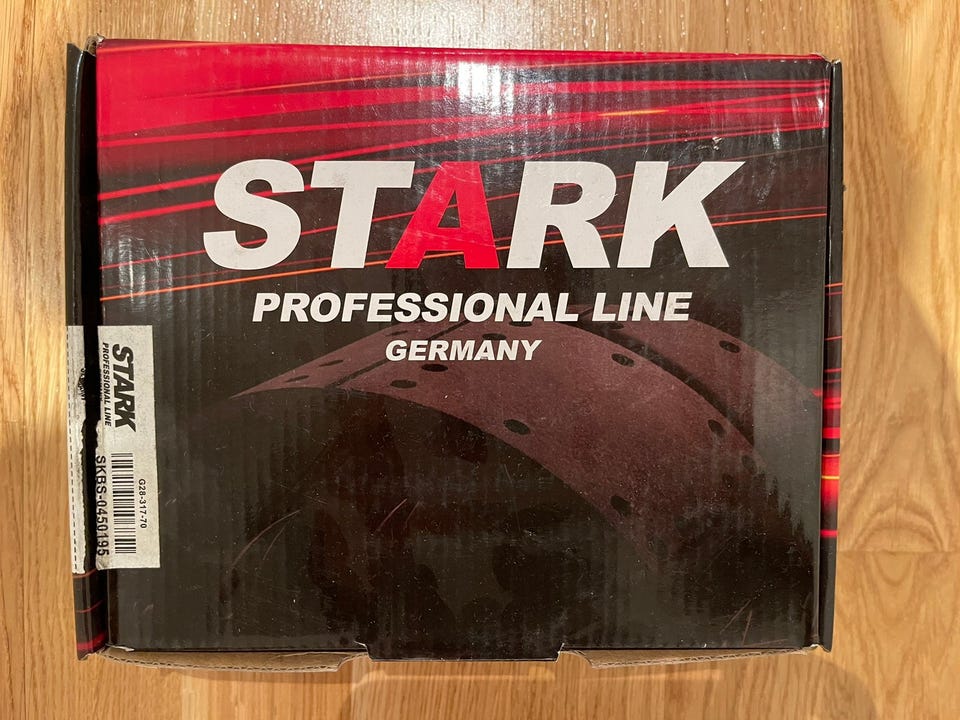 STARK
PROFESSIONAL LINE
GERMANY
STARK
PROFESSIONAL LINE
G28-317-70
SKBS-0450195